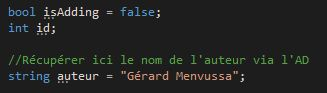 bool isAdding = false;
int id;
//Récupérer ici le nom de l'auteur via l'AD
string auteur = "Gérard Menvussa";